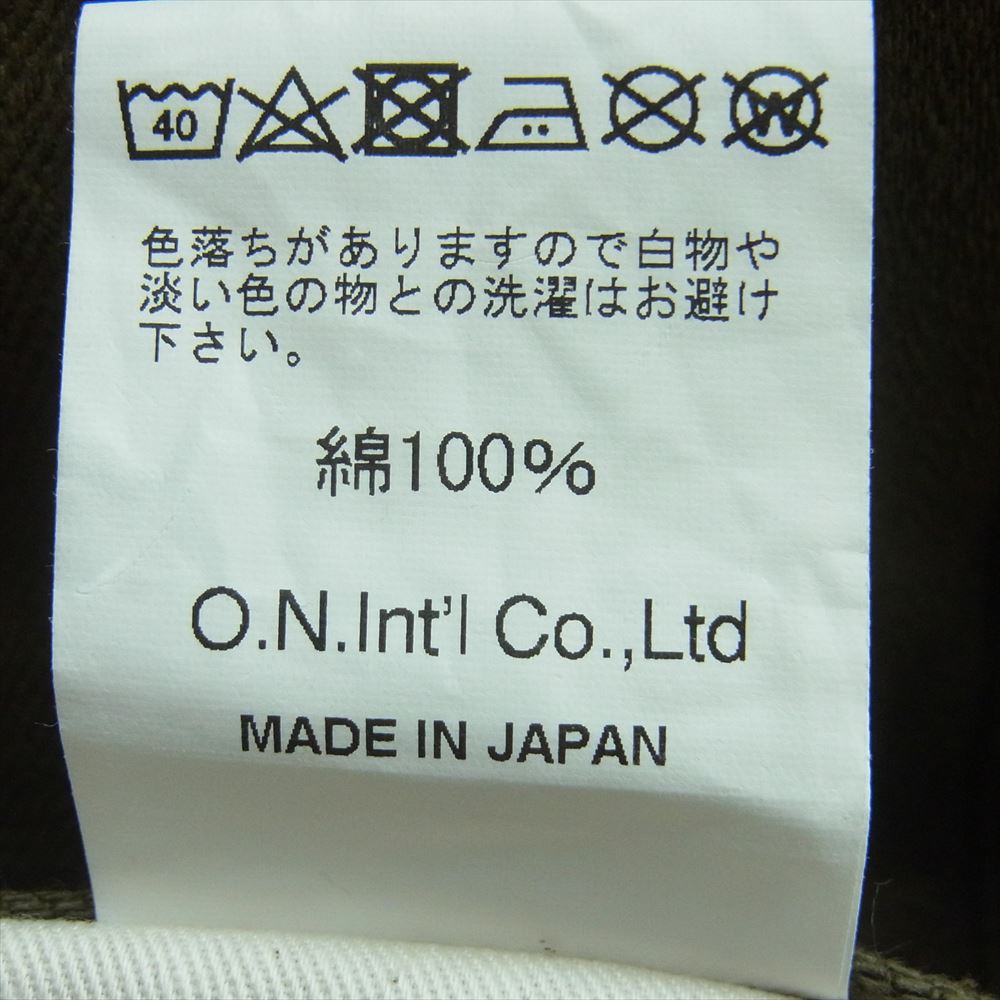 40
W
色落ちがありますので白物や
淡い色の物との洗濯はお避け
下さい。
綿100%
O.N.Int'l Co.,Ltd
MADE IN JAPAN